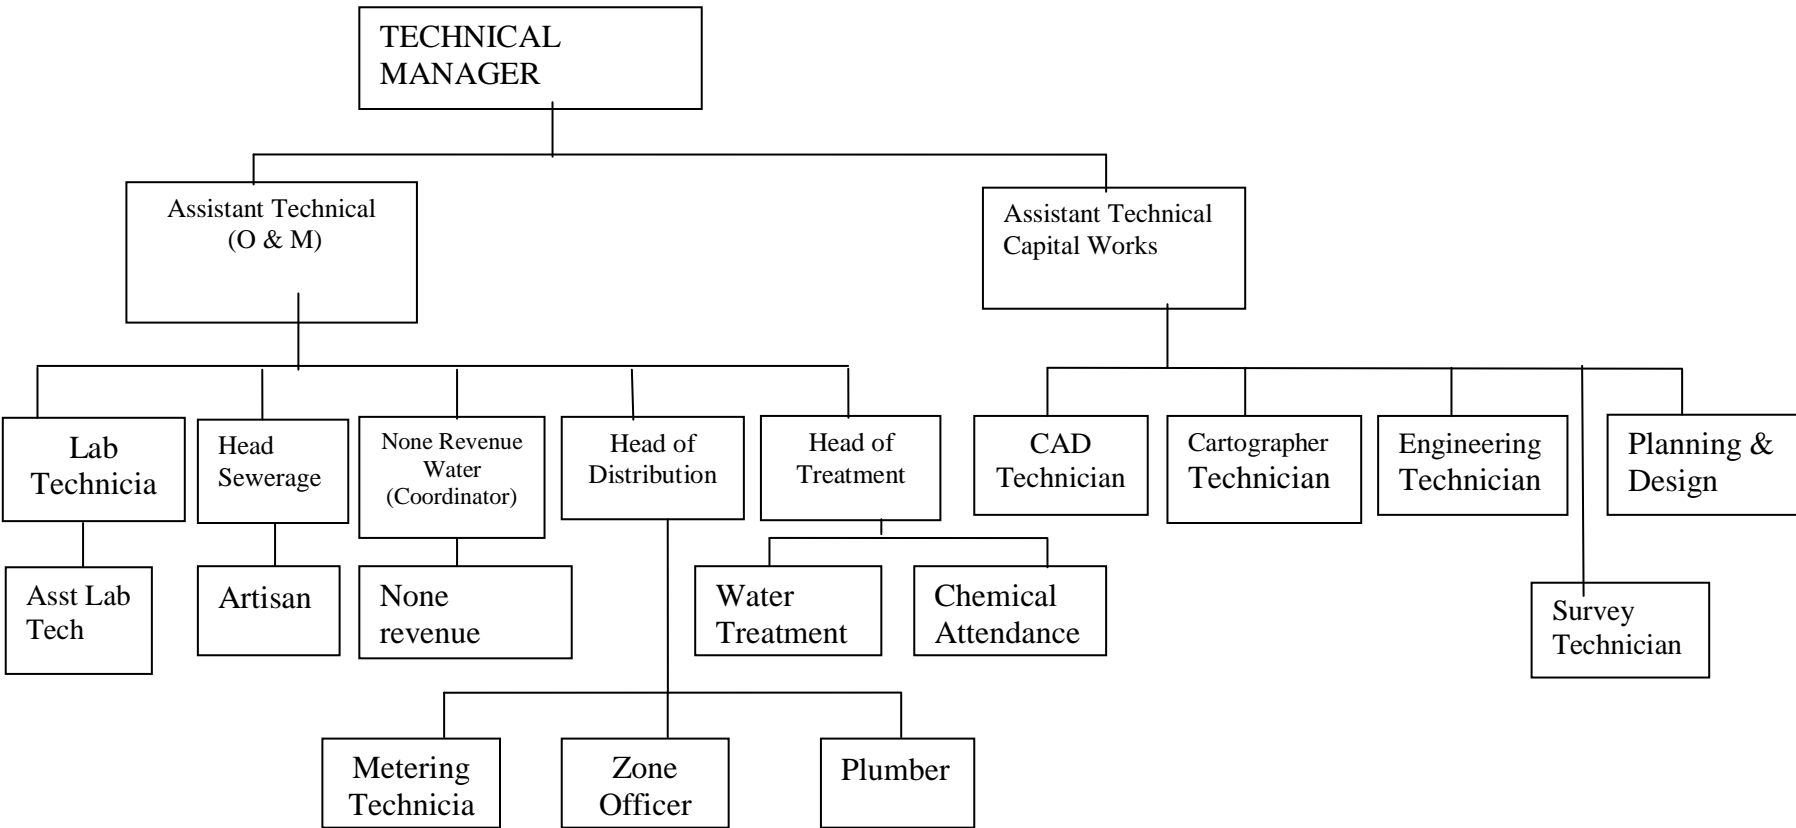 TECHNICAL
MANAGER
Assistant Technical
(O & M)
Assistant Technical
Capital Works
Lab
Technicia
Head
Sewerage
None Revenue
Water
(Coordinator)
Head of
Distribution
Head of
Treatment
CAD
Technician
Cartographer
Technician
Engineering
Technician
Planning &
Design
Asst Lab
Tech
Artisan
None
revenue
Water
Treatment
Chemical
Attendance
Survey
Technician
Metering
Technicia
Zone
Officer
Plumber